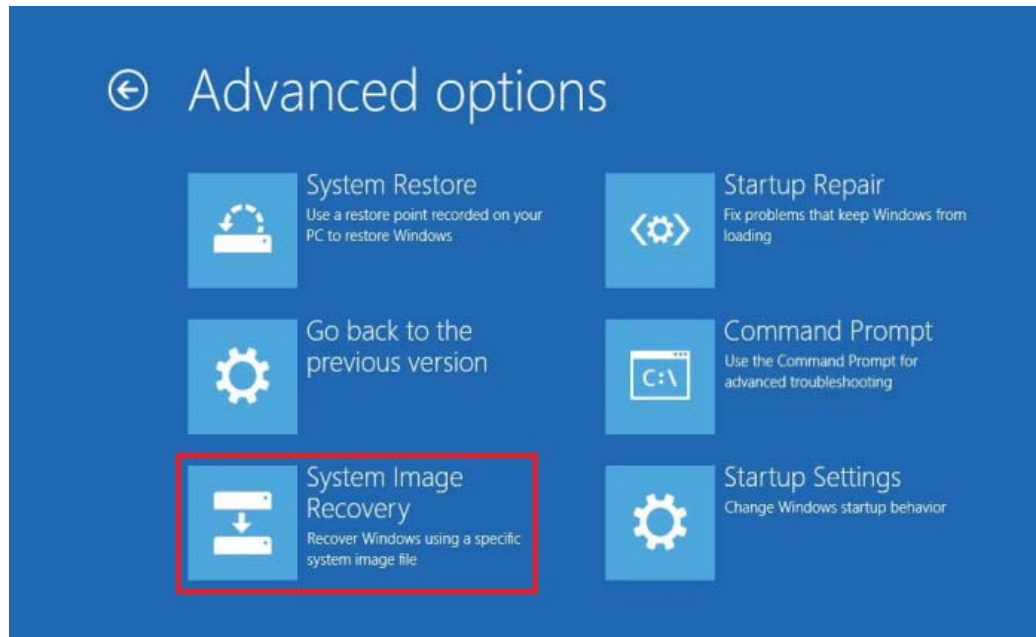 Advanced options
System Restore
Use a restore point recorded on your
PC to restore Windows
Go back to the
previous version
System Image
Recovery
Recover Windows using a specific
system image file
Startup Repair
Fix problems that keep Windows from
loading
C:\
Command Prompt
Use the Command Prompt for
advanced troubleshooting
Startup Settings
Change Windows startup behavior